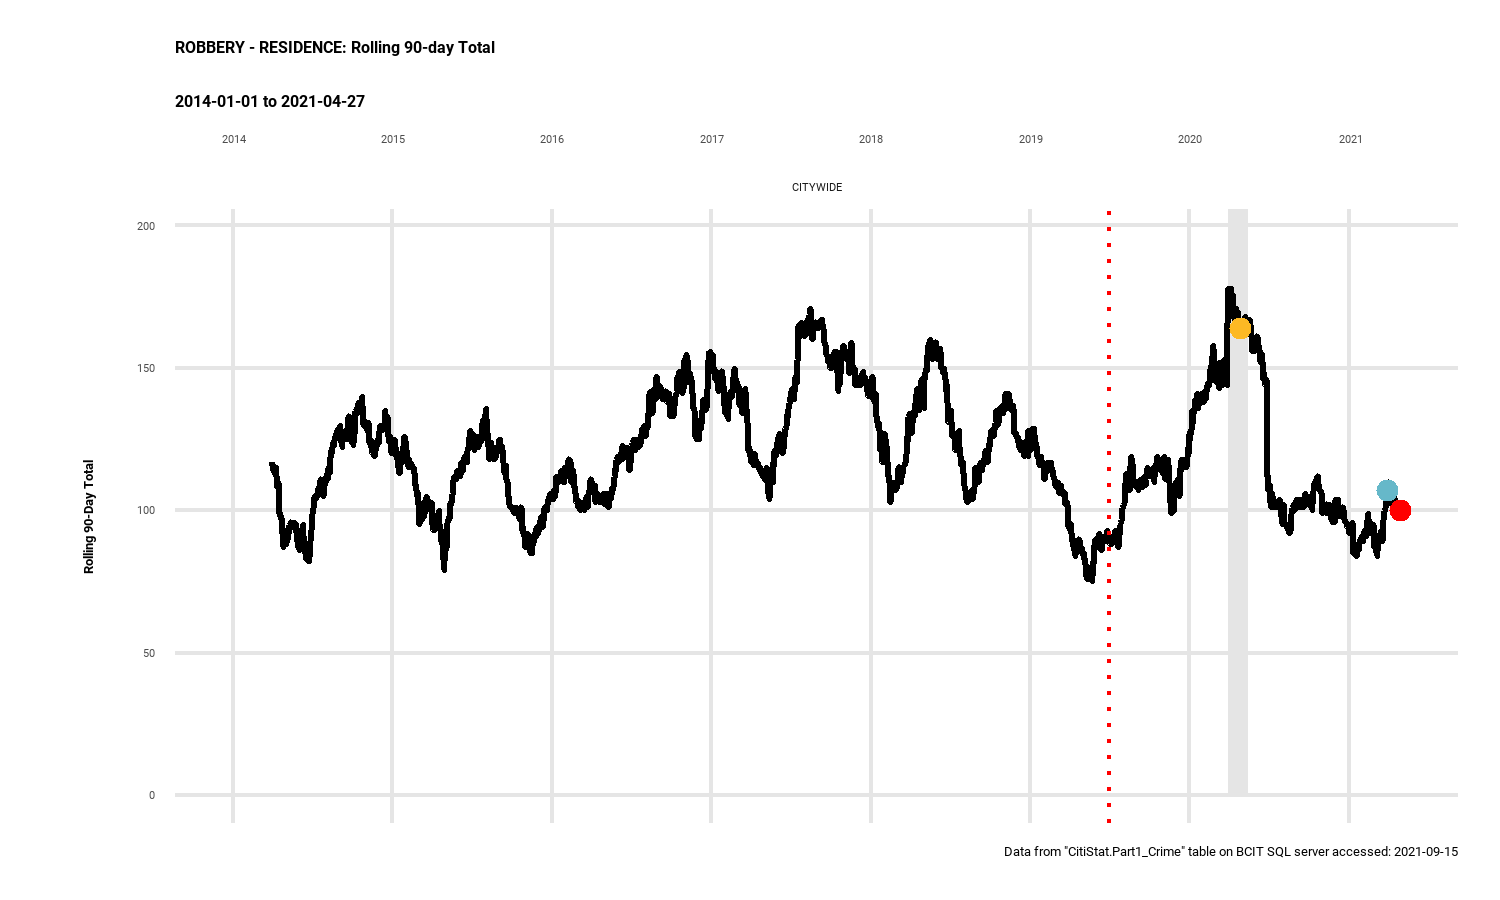 ROBBERY - RESIDENCE: Rolling 90-day Total
2014-01-01 to 2021-04-27
2014 2015 2016 2017 2018 2019 2020 2021
CITYWIDE
200
150
100
50
0
Rolling 90-Day Total
Data from "CitiStat.Part1_Crime" table on BCIT SQL server accessed: 2021-09-15